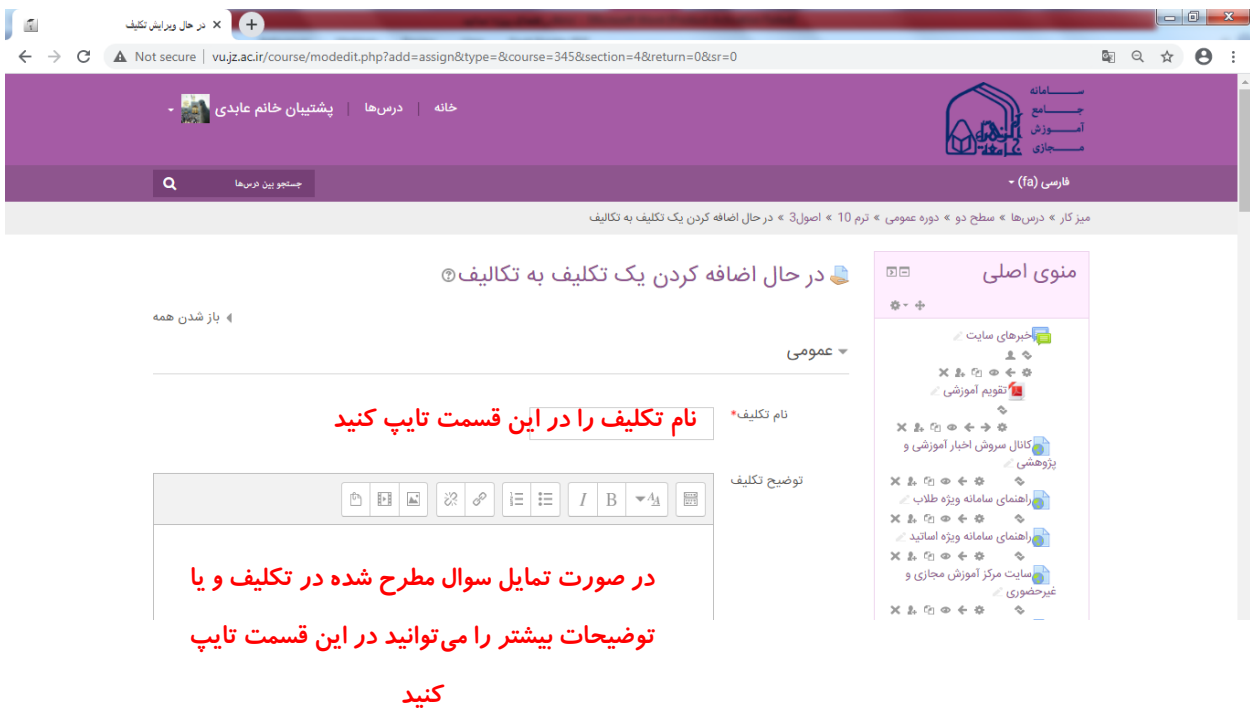 در حال ویرایش تکلیف
Not secure | vu.jz.ac.ir/course/modedit.php?add=assign&type=&course=345&section=4&return=0&sr=0
سامانه
جامع
آموزش
مجازی
خانه | درس‌ها | پشتیبان خانم عابدی
فارسی (fa)
جستجو بین درس‌ها
میز کار » درس‌ها » سطح دو » دوره عمومی » ترم 10 » اصول3 » در حال اضافه کردن یک تکلیف به تکالیف
منوی اصلی
خبرهای سایت
تقویم آموزشی
کانال سروش اخبار آموزشی و
پژوهشی
راهنمای سامانه ویژه طلاب
راهنمای سامانه ویژه اساتید
سایت مرکز آموزش مجازی و
غیرحضوری
در حال اضافه کردن یک تکلیف به تکالیف
باز شدن همه
عمومی
نام تکلیف*
نام تکلیف را در این قسمت تایپ کنید
توضیح تکلیف
در صورت تمایل سوال مطرح شده در تکلیف و یا
توضیحات بیشتر را می‌توانید در این قسمت تایپ
کنید